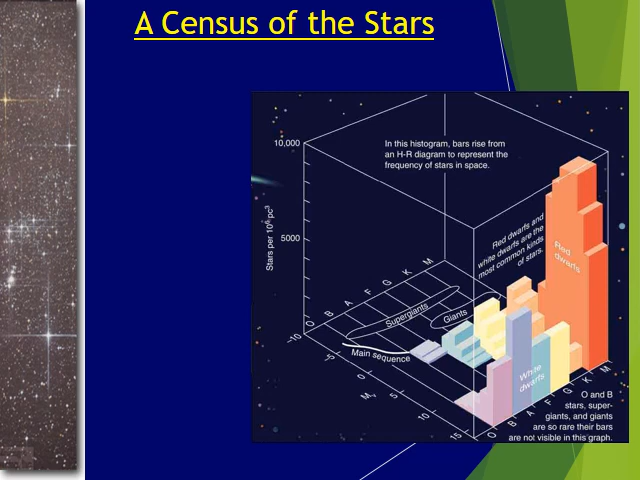 A Census of the Stars
10,000
In this histogram, bars rise from
an H-R diagram to represent the
frequency of stars in space.
Stars per 10⁶ pc³
5000
Red dwarfs and
white dwarfs are the
most common kinds
of stars.
Red
dwarfs
O B A F G K M
Supergiants
Giants
Main sequence
−10
−5
0
Mv 5
10
15
White
dwarfs
O B A F G K M
O and B
stars, super-
giants, and giants
are so rare their bars
are not visible in this graph.